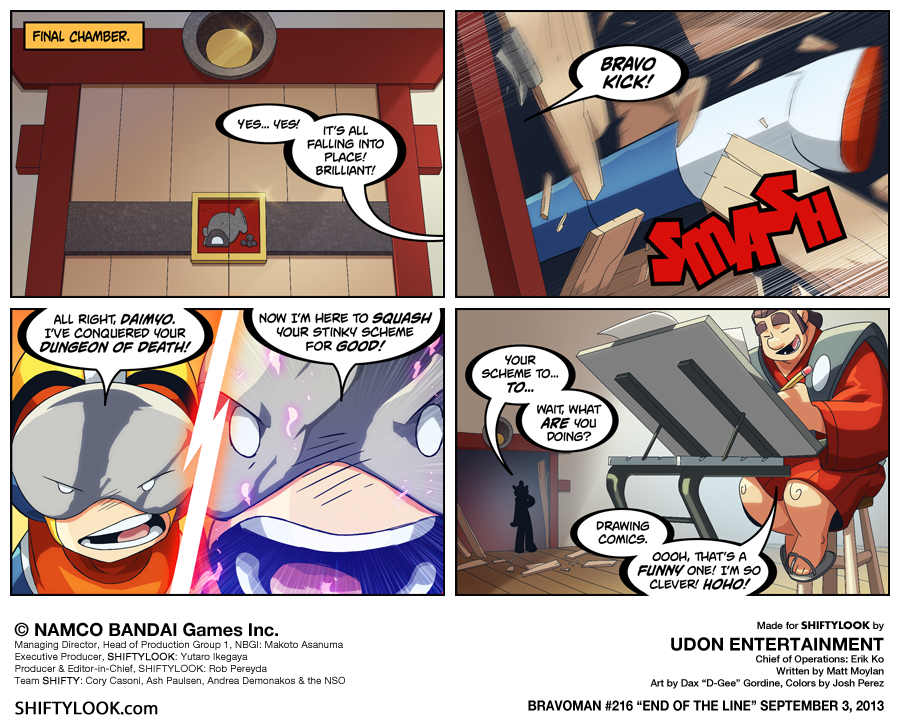 FINAL CHAMBER.
YES... YES!
IT'S ALL
FALLING INTO
PLACE!
BRILLIANT!
BRAVO
KICK!
SMASH
ALL RIGHT, DAIMYO.
I'VE CONQUERED YOUR
DUNGEON OF DEATH!
NOW I'M HERE TO SQUASH
YOUR STINKY SCHEME
FOR GOOD!
YOUR
SCHEME TO...
TO...
WAIT, WHAT
ARE YOU
DOING?
DRAWING
COMICS.
OOOH, THAT'S A
FUNNY ONE! I'M SO
CLEVER! HOHO!
© NAMCO BANDAI Games Inc.
Managing Director, Head of Production Group 1, NBGI: Makoto Asanuma
Executive Producer, SHIFTYLOOK: Yutaro Ikegaya
Producer & Editor-in-Chief, SHIFTYLOOK: Rob Pereyda
Team SHIFTY: Cory Casoni, Ash Paulsen, Andrea Demonakos & the NSO
SHIFTYLOOK.com
Made for SHIFTYLOOK by
UDON ENTERTAINMENT
Chief of Operations: Erik Ko
Written by Matt Moylan
Art by Dax “D-Gee” Gordine, Colors by Josh Perez
BRAVOMAN #216 “END OF THE LINE” SEPTEMBER 3, 2013